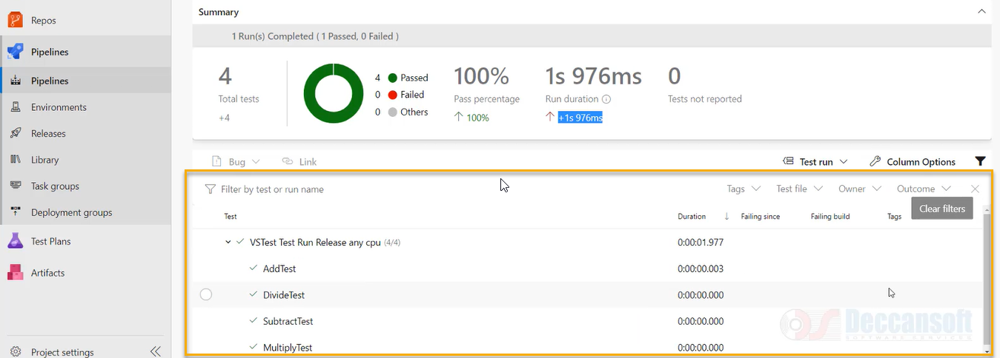 Repos
Pipelines
Pipelines
Environments
Releases
Library
Task groups
Deployment groups
Test Plans
Artifacts
Project settings
Summary
1 Run(s) Completed ( 1 Passed, 0 Failed )
4
Total tests
+4
4 Passed
0 Failed
0 Others
100%
Pass percentage
100%
1s 976ms
Run duration
+1s 976ms
0
Tests not reported
Bug Link Test run Column Options
Filter by test or run name Tags Test file Owner Outcome
Clear filters
Test Duration Failing since Failing build Tags
VSTest Test Run Release any cpu (4/4) 0:00:01.977
AddTest 0:00:00.003
DivideTest 0:00:00.000
SubtractTest 0:00:00.000
MultiplyTest 0:00:00.000
Deccansoft
SOFTWARE SERVICES